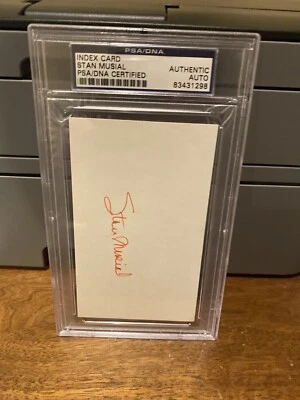 PSA/DNA
INDEX CARD
STAN MUSIAL
PSA/DNA CERTIFIED
AUTHENTIC
AUTO
83431298
Stan Musial